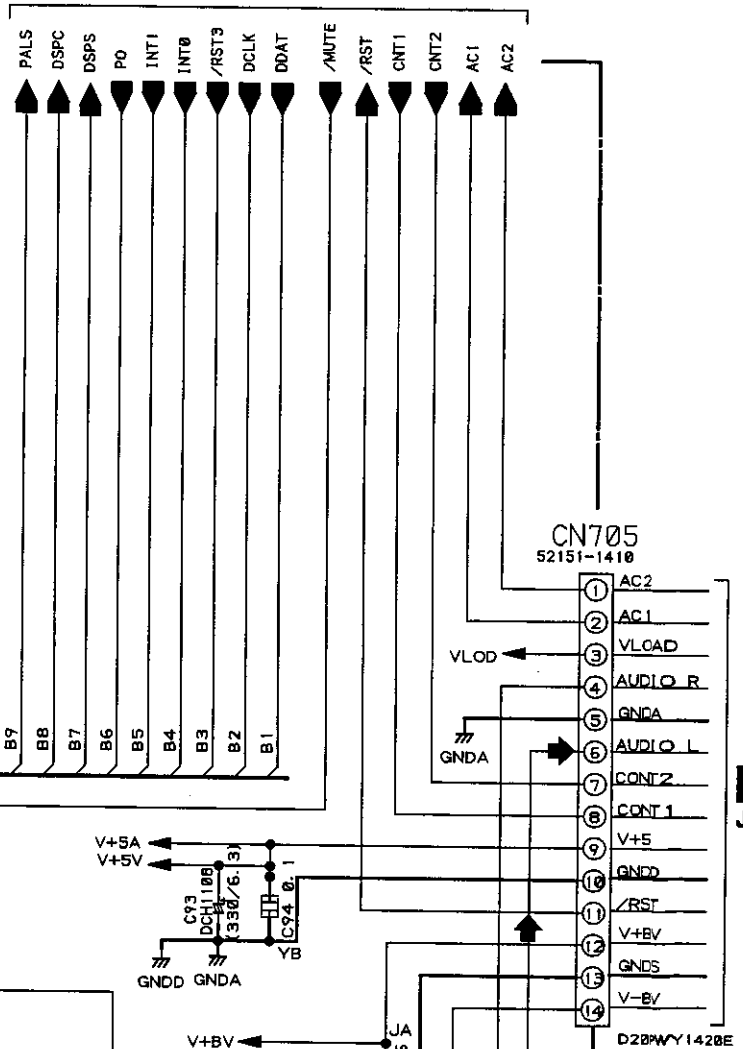 PALS
DSPC
DSPS
PO
INT1
INT0
/RST3
DCLK
DDAT
/MUTE
/RST
CNT1
CNT2
AC1
AC2
CN705
52151-1410
1 AC2
2 AC1
VLOD 3 VLOAD
4 AUDIO R
5 GNDA
GNDA
6 AUDIO L
7 CONT2
8 CONT1
9 V+5
10 GNDD
11 /RST
12 V+8V
13 GNDS
14 V-8V
D20PWY1420E
B9
B8
B7
B6
B5
B4
B3
B2
B1
V+5A
V+5V
C93
DCH1108
(330/6.3)
C94 0.1
YB
GNDD GNDA
V+8V
JA